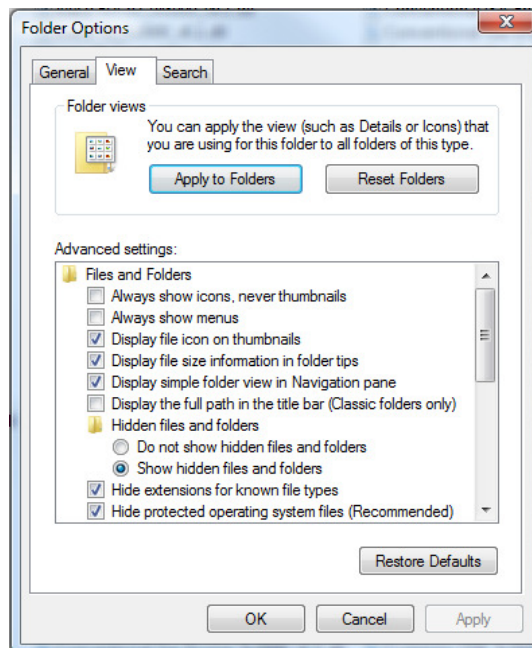 Folder Options
General View Search
Folder views
You can apply the view (such as Details or Icons) that
you are using for this folder to all folders of this type.
Apply to Folders Reset Folders
Advanced settings:
Files and Folders
Always show icons, never thumbnails
Always show menus
Display file icon on thumbnails
Display file size information in folder tips
Display simple folder view in Navigation pane
Display the full path in the title bar (Classic folders only)
Hidden files and folders
Do not show hidden files and folders
Show hidden files and folders
Hide extensions for known file types
Hide protected operating system files (Recommended)
Restore Defaults
OK Cancel Apply